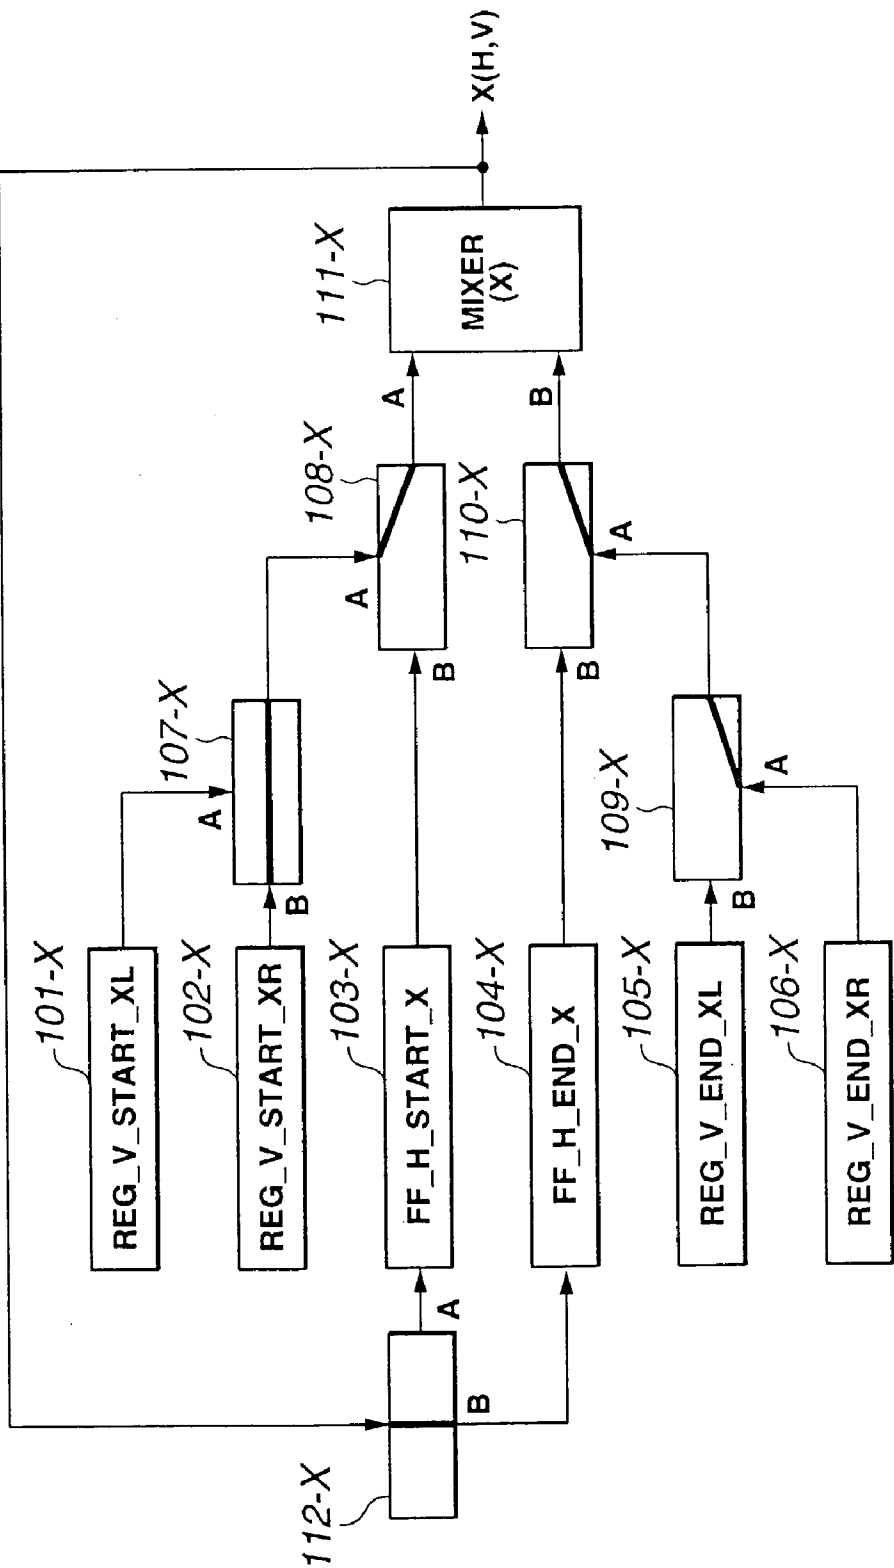 101-X
REG_V_START_XL
102-X
REG_V_START_XR
103-X
FF_H_START_X
104-X
FF_H_END_X
105-X
REG_V_END_XL
106-X
REG_V_END_XR
112-X
A
B
107-X
A
B
108-X
A
B
A
109-X
B
A
110-X
B
A
B
111-X
MIXER
(X)
X(H,V)